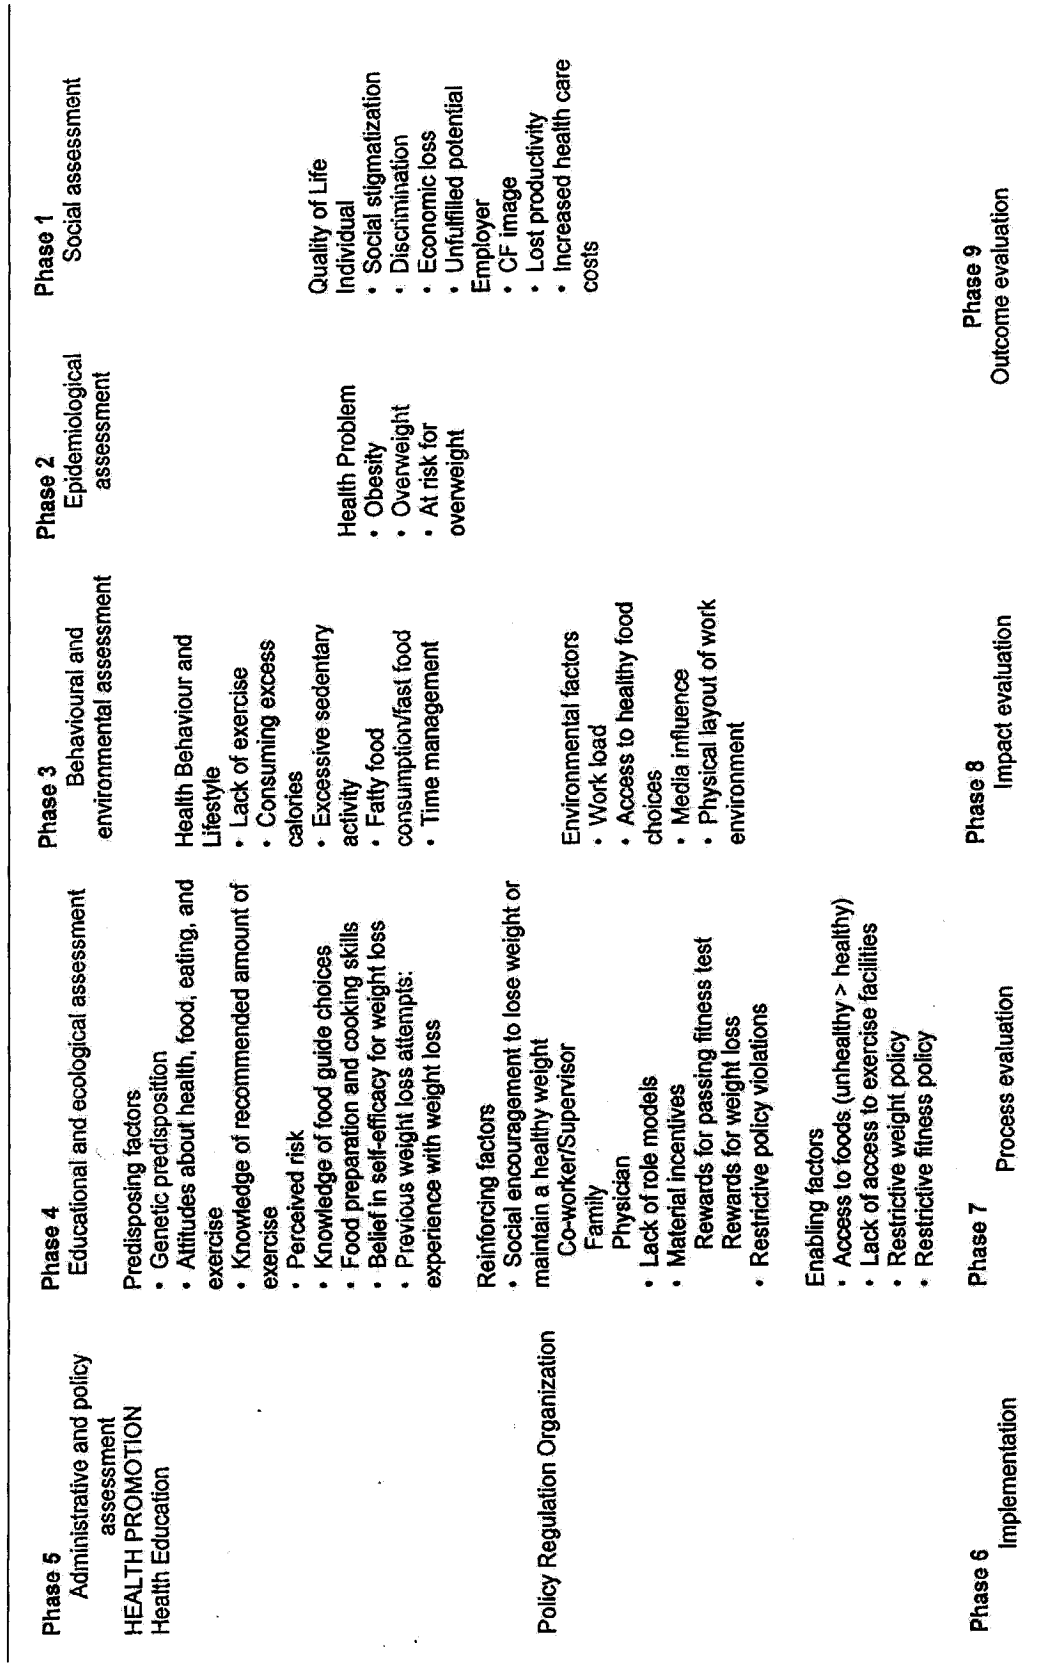 Phase 5
Administrative and policy
assessment
HEALTH PROMOTION
Health Education
Policy Regulation Organization
Phase 6
Implementation
Phase 4
Educational and ecological assessment
Predisposing factors
• Genetic predisposition
• Attitudes about health, food, eating, and
exercise
• Knowledge of recommended amount of
exercise
• Perceived risk
• Knowledge of food guide choices
• Food preparation and cooking skills
• Belief in self-efficacy for weight loss
• Previous weight loss attempts:
experience with weight loss
Reinforcing factors
• Social encouragement to lose weight or
maintain a healthy weight
Co-worker/Supervisor
Family
Physician
• Lack of role models
• Material incentives
Rewards for passing fitness test
Rewards for weight loss
• Restrictive policy violations
Enabling factors
• Access to foods (unhealthy > healthy)
• Lack of access to exercise facilities
• Restrictive weight policy
• Restrictive fitness policy
Phase 7
Process evaluation
Phase 3
Behavioural and
environmental assessment
Health Behaviour and
Lifestyle
• Lack of exercise
• Consuming excess
calories
• Excessive sedentary
activity
• Fatty food
consumption/fast food
• Time management
Environmental factors
• Work load
• Access to healthy food
choices
• Media influence
• Physical layout of work
environment
Phase 8
Impact evaluation
Phase 2
Epidemiological
assessment
Health Problem
• Obesity
• Overweight
• At risk for
overweight
Phase 1
Social assessment
Quality of Life
Individual
• Social stigmatization
• Discrimination
• Economic loss
• Unfulfilled potential
Employer
• CF image
• Lost productivity
• Increased health care
costs
Phase 9
Outcome evaluation